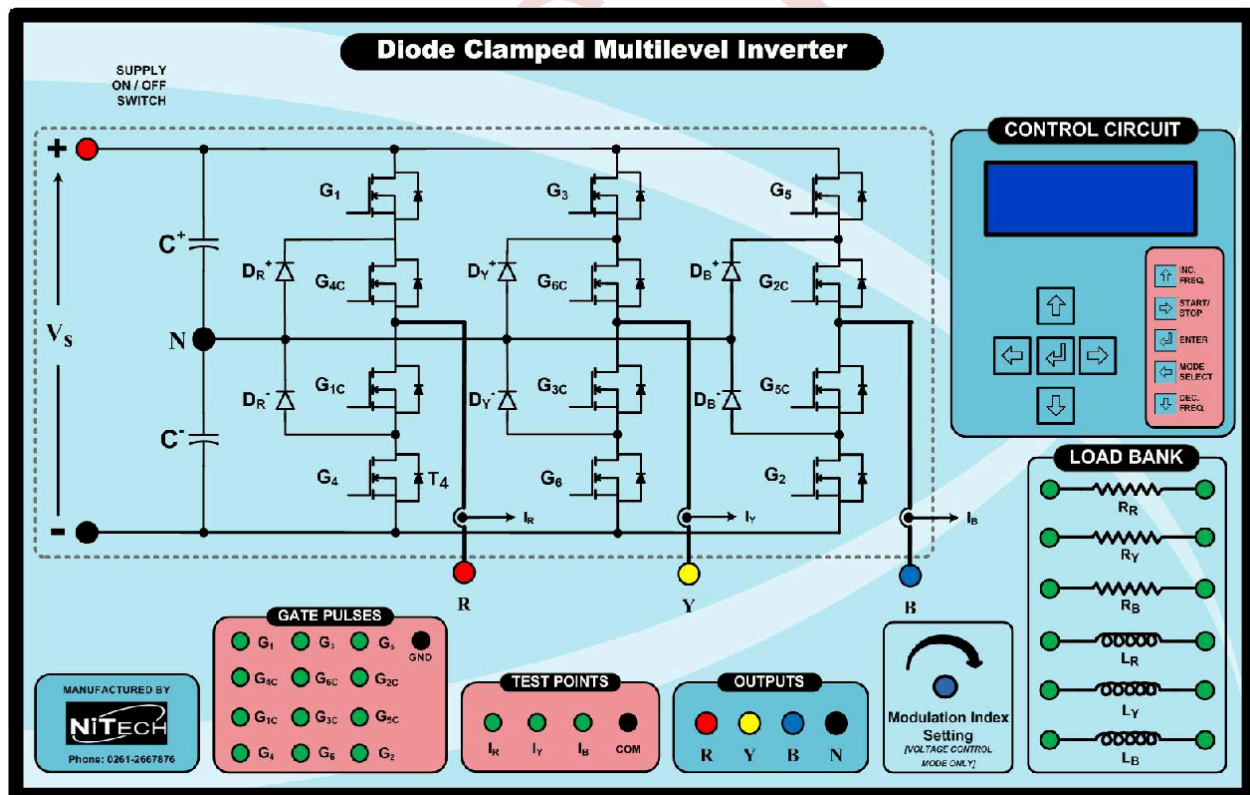 Diode Clamped Multilevel Inverter
SUPPLY
ON / OFF
SWITCH
+
Vs
-
C+
N
C-
G1
G4C
G1C
G4
T4
DR+
DR-
IR
R
G3
G6C
G3C
G6
DY+
DY-
IY
Y
G5
G2C
G5C
G2
DB+
DB-
IB
B
CONTROL CIRCUIT
INC.
FREQ.
START/
STOP
ENTER
MODE
SELECT
DEC.
FREQ.
LOAD BANK
RR
RY
RB
LR
LY
LB
GATE PULSES
G1 G3 G5 GND
G4C G6C G2C
G1C G3C G5C
G4 G6 G2
MANUFACTURED BY
NITECH
Phone: 0261-2667876
TEST POINTS
IR IY IB COM
OUTPUTS
R Y B N
Modulation Index
Setting
[VOLTAGE CONTROL
MODE ONLY]